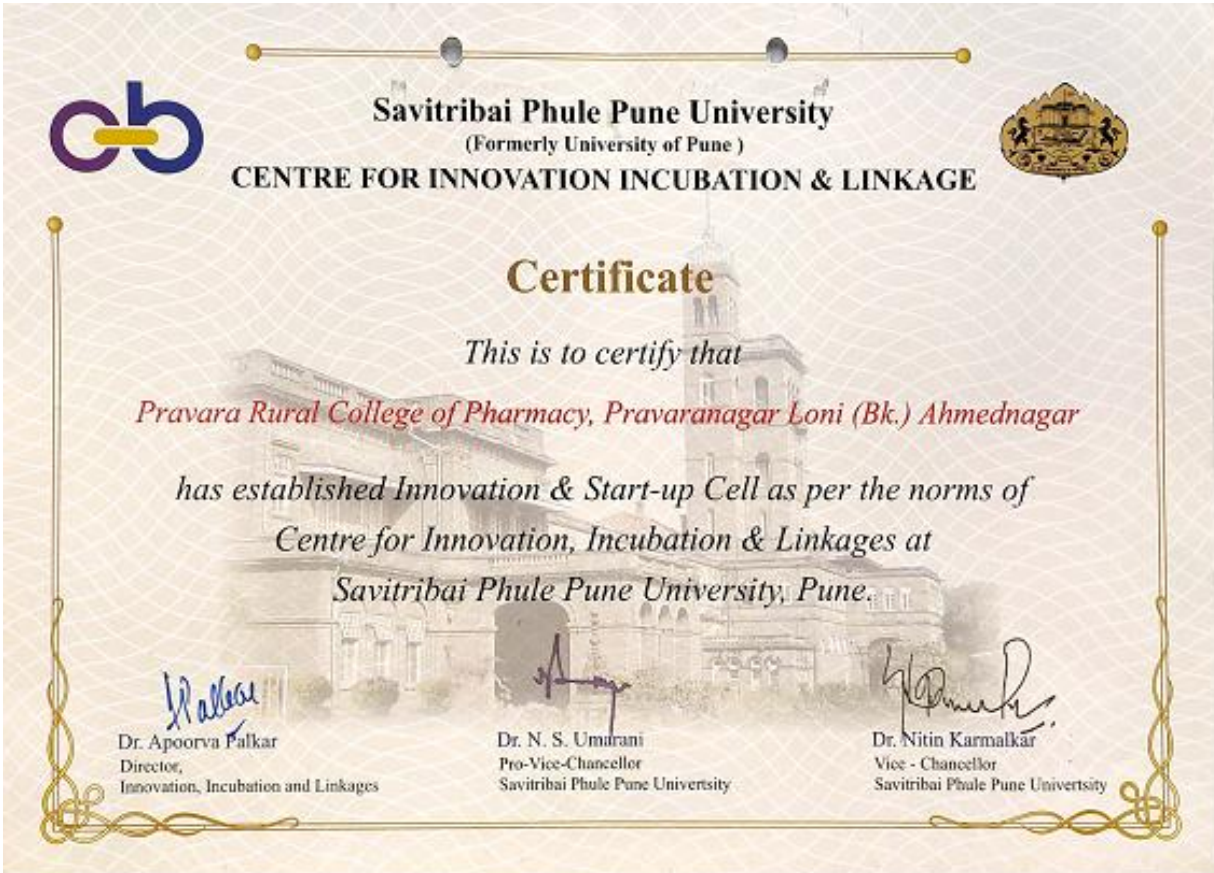 Savitribai Phule Pune University
(Formerly University of Pune )
CENTRE FOR INNOVATION INCUBATION & LINKAGE
Certificate
This is to certify that
Pravara Rural College of Pharmacy, Pravaranagar Loni (Bk.) Ahmednagar
has established Innovation & Start-up Cell as per the norms of
Centre for Innovation, Incubation & Linkages at
Savitribai Phule Pune University, Pune.
Dr. Apoorva Palkar
Director,
Innovation, Incubation and Linkages
Dr. N. S. Umarani
Pro-Vice-Chancellor
Savitribai Phule Pune Univertsity
Dr. Nitin Karmalkar
Vice - Chancellor
Savitribai Phule Pune Univertsity